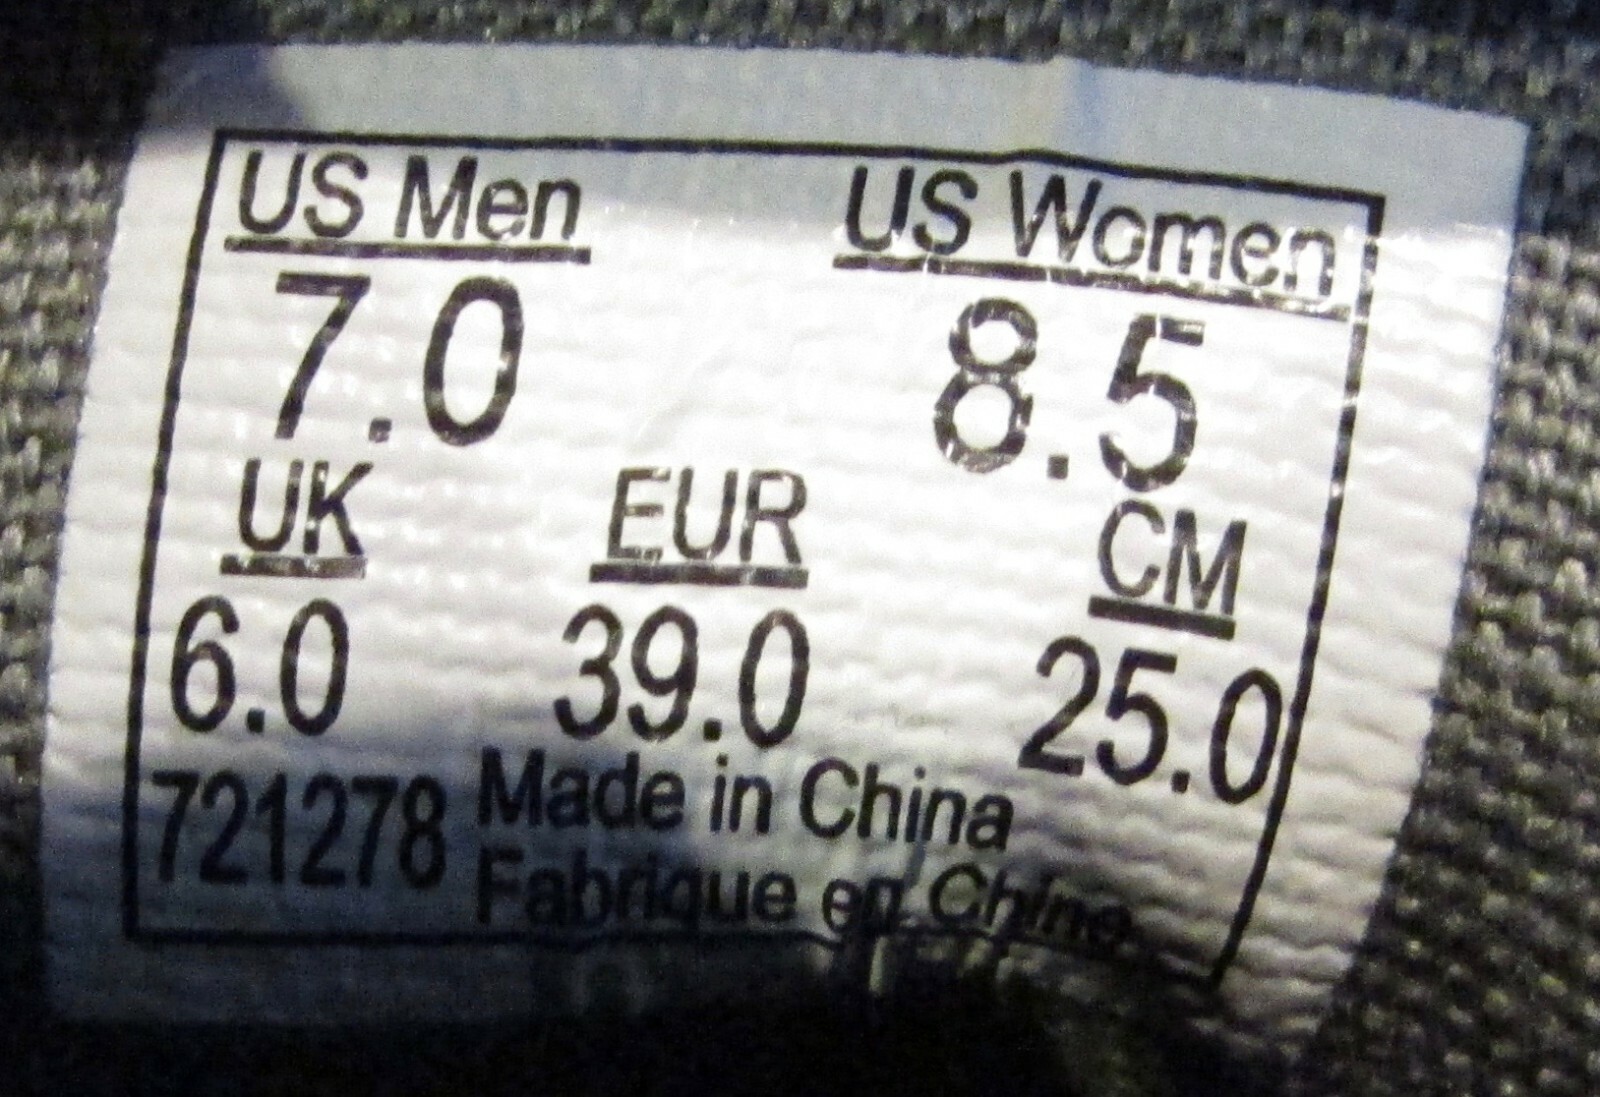 US Men US Women
7.0 8.5
UK EUR CM
6.0 39.0 25.0
721278 Made in China
Fabrique en Chine